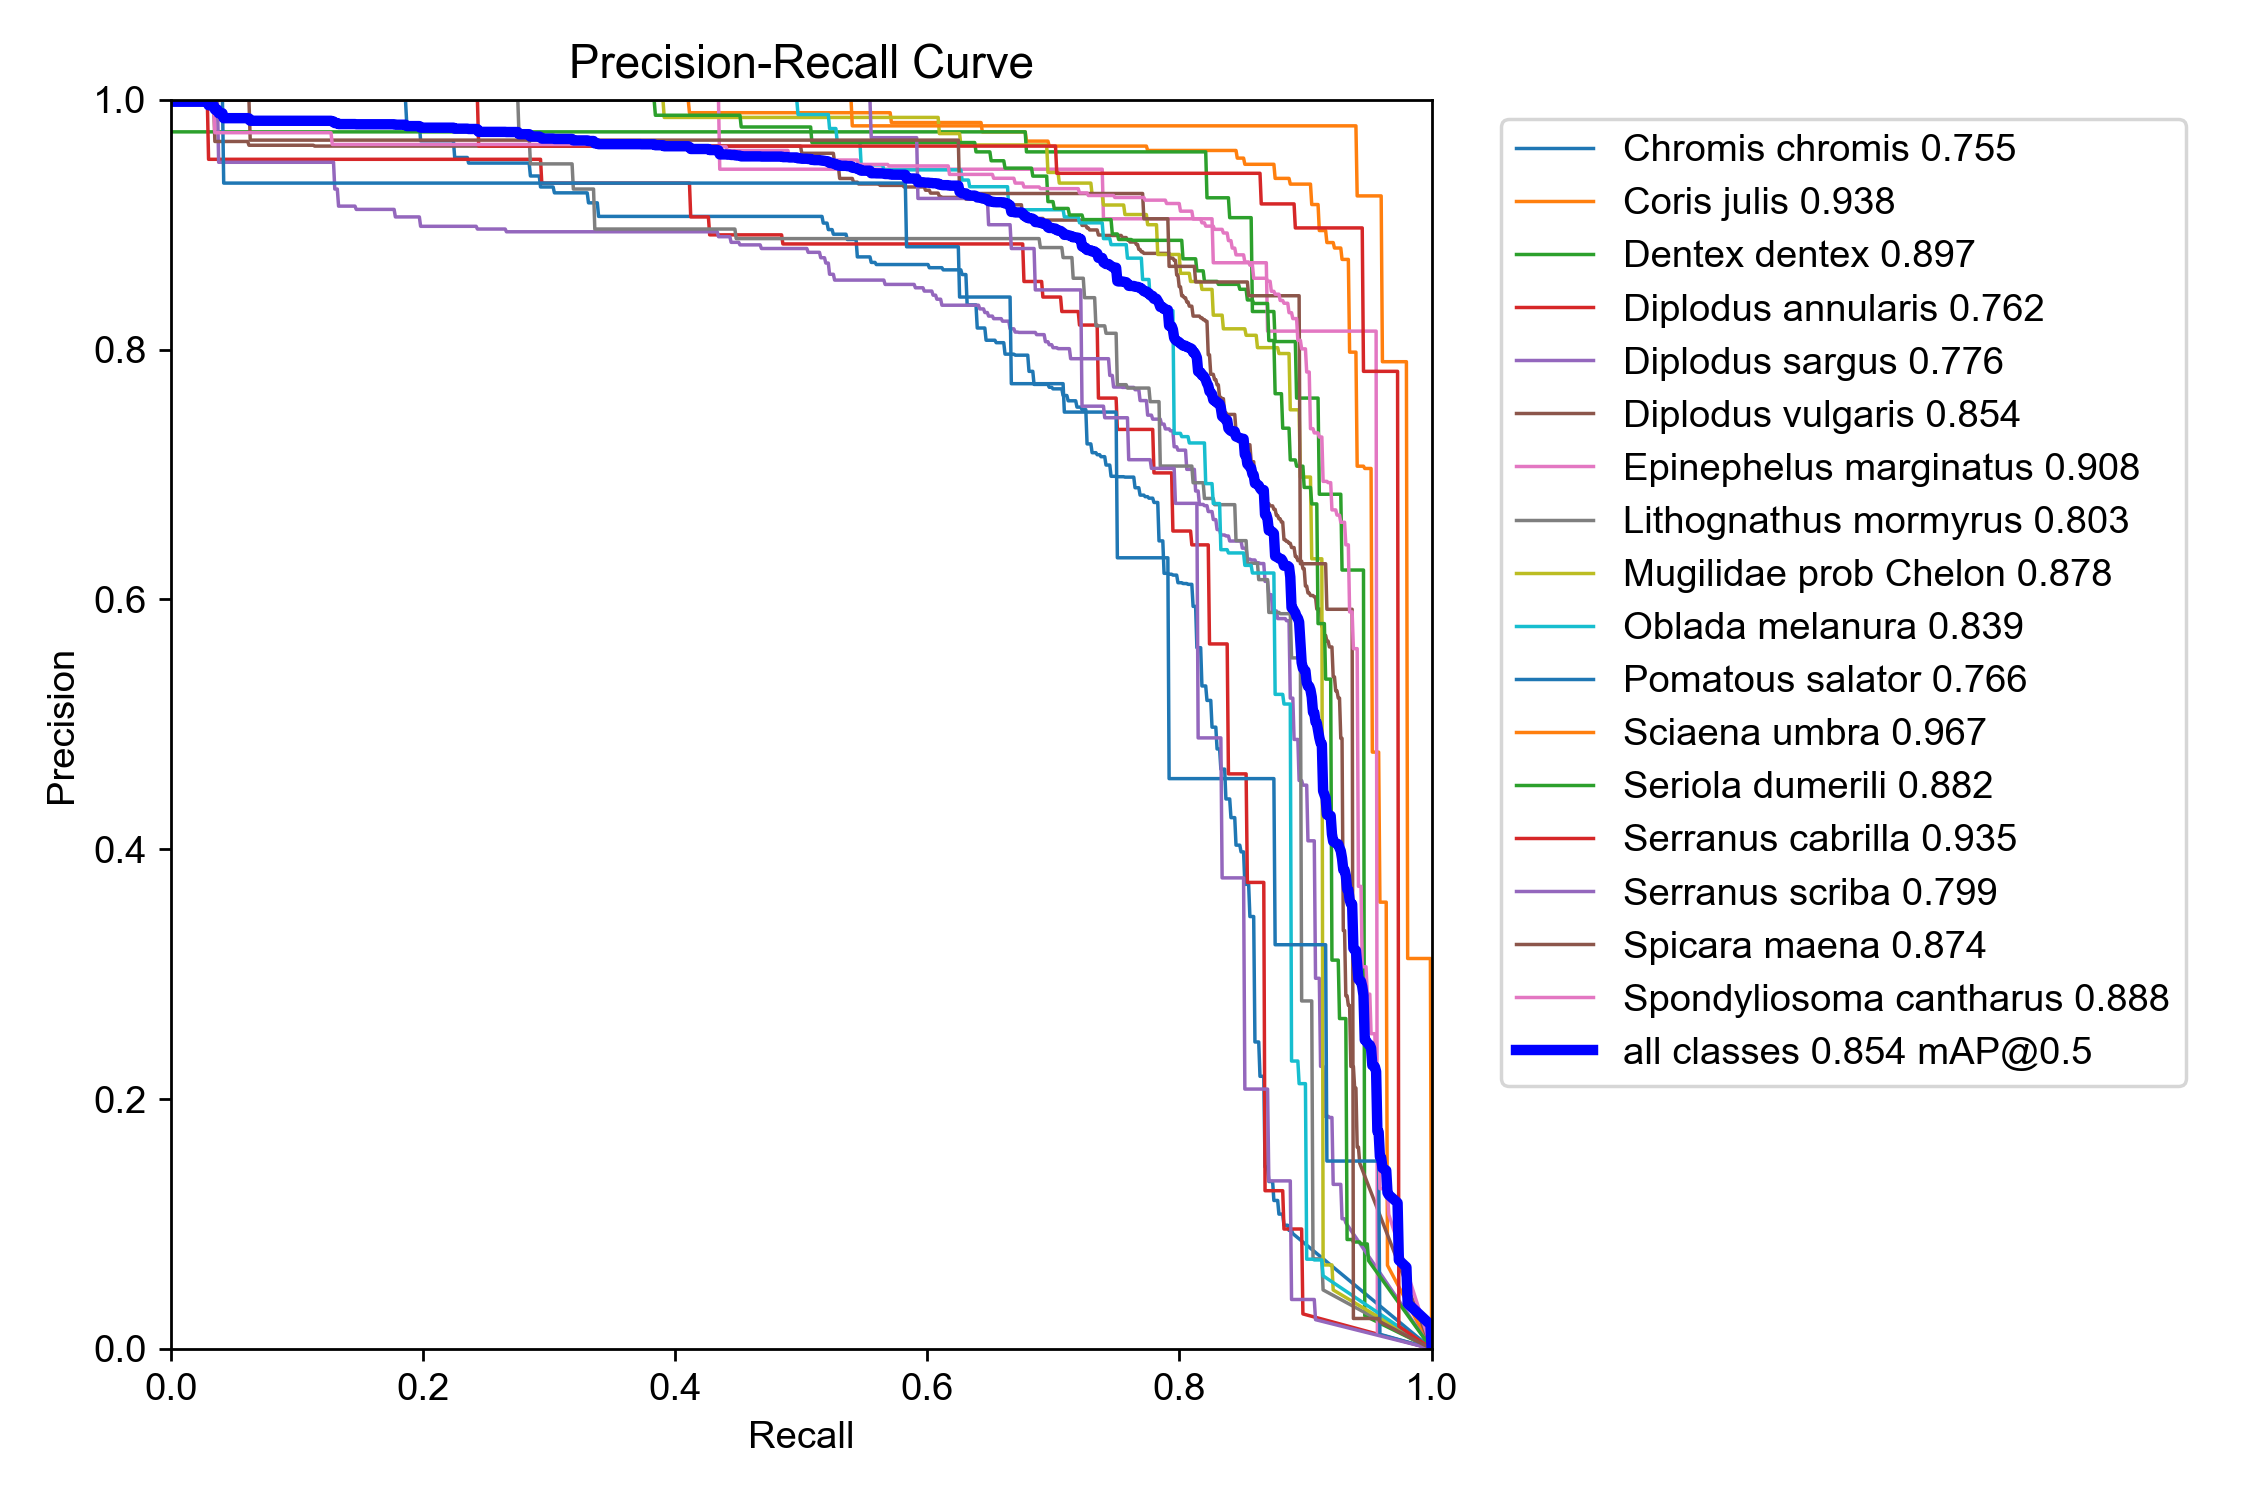 Precision-Recall Curve
1.0
0.8
0.6
0.4
0.2
0.0
Precision
0.0 0.2 0.4 0.6 0.8 1.0
Recall
Chromis chromis 0.755
Coris julis 0.938
Dentex dentex 0.897
Diplodus annularis 0.762
Diplodus sargus 0.776
Diplodus vulgaris 0.854
Epinephelus marginatus 0.908
Lithognathus mormyrus 0.803
Mugilidae prob Chelon 0.878
Oblada melanura 0.839
Pomatous salator 0.766
Sciaena umbra 0.967
Seriola dumerili 0.882
Serranus cabrilla 0.935
Serranus scriba 0.799
Spicara maena 0.874
Spondyliosoma cantharus 0.888
all classes 0.854 mAP@0.5